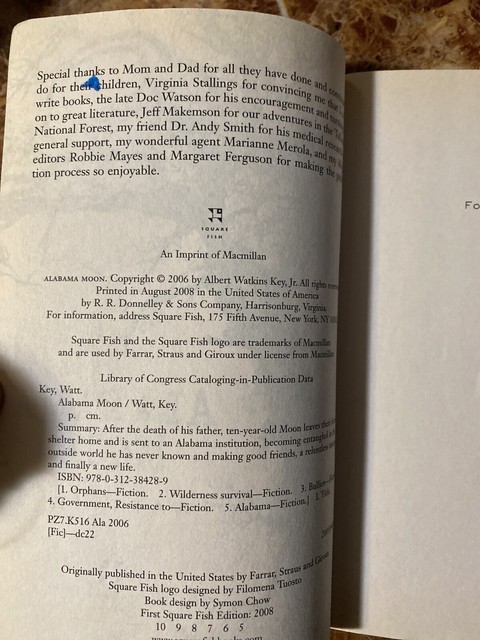 Special thanks to Mom and Dad for all they have done and
do for their children, Virginia Stallings for convincing me
write books, the late Doc Watson for his encouragement and
on to great literature, Jeff Makemson for our adventures in the
National Forest, my friend Dr. Andy Smith for his medical
general support, my wonderful agent Marianne Merola, and my
editors Robbie Mayes and Margaret Ferguson for making the
tion process so enjoyable.
SQUARE
FISH
An Imprint of Macmillan
ALABAMA MOON. Copyright © 2006 by Albert Watkins Key, Jr. All rights
Printed in August 2008 in the United States of America
by R. R. Donnelley & Sons Company, Harrisonburg, Virginia.
For information, address Square Fish, 175 Fifth Avenue, New York, NY
Square Fish and the Square Fish logo are trademarks of Macmillan
and are used by Farrar, Straus and Giroux under license from Macmillan
Library of Congress Cataloging-in-Publication Data
Key, Watt.
Alabama Moon / Watt, Key.
p. cm.
Summary: After the death of his father, ten-year-old Moon leaves their
shelter home and is sent to an Alabama institution, becoming entangled in
outside world he has never known and making good friends, a relentless
and finally a new life.
ISBN: 978-0-312-38428-9
[1. Orphans—Fiction. 2. Wilderness survival—Fiction. 3.
4. Government, Resistance to—Fiction. 5. Alabama—Fiction.] I.
PZ7.K516 Ala 2006
[Fic]—dc22
Originally published in the United States by Farrar, Straus and Giroux
Square Fish logo designed by Filomena Tuosto
Book design by Symon Chow
First Square Fish Edition: 2008
10 9 8 7 6 5
Fo